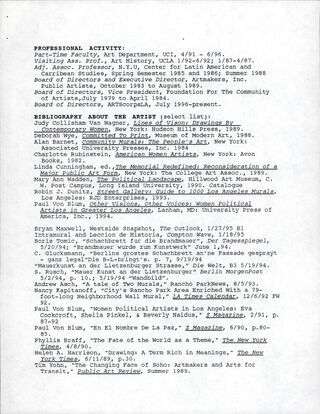 PROFESSIONAL ACTIVITY:
Part-Time Faculty, Art Department, UCI, 4/91 - 6/96.
Visiting Ass. Prof., Art History, UCLA 1/92-6/92; 1/87-4/87.
Adj. Assoc. Professor, N.Y.U, Center for Latin American and
Carribean Studies, Spring Semester 1985 and 1986; Summer 1988
Board of Directors and Executive Director, Artmakers, Inc.
Public Artists, October 1983 to August 1989.
Board of Directors, Vice President, Foundation For The Community
of Artists, July 1979 to April 1984.
Board of Directors, ARTScorpLA, July 1996-present.
BIBLIOGRAPHY ABOUT THE ARTIST (select list):
Judy Collisham Van Wagner, Lines of Vison: Drawings By
Contemporary Women, New York: Hudson Hills Press, 1989.
Deborah Wye, Committed To Print, Museum of Modern Art, 1988.
Alan Barnet, Community Murals: The People's Art, New York:
Associated University Presses, Inc. 1984
Charlotte Rubinstein, American Women Artists, New York: Avon
Books, 1982.
Linda Cunningham, ed., The Memorial Redefined: Reconsideration of a
Major Public Art Form, New York: The College Art Assoc., 1989.
Mary Ann Wadden, The Political Landscape, Hillwood Art Museum, C.
W. Post Campus, Long Island University, 1990. Catalogue
Robin J. Dunitz, Street Gallery: Guide to 1000 Los Angeles Murals,
Los Angeles: RJD Enterprises, 1993.
Paul Von Blum, Other Visions, Other Voices: Women Political
Artists in Greater Los Angeles, Lanham, MD: University Press of
America, Inc., 1994.
Bryan Maxwell, Westside Snapshot, The Outlook, 1/27/95 B1
Intramural and Leccion de Historia, Compton Wave, 1/18/95
Boris Tomic, "Schachbrett für die Brandmauer", Der Tagesspiegel,
5/20/94; "Brandmauer wurde zum Kunstwerk" June 1,94.
C. Gluckmann, "Berlins grostes Schachbrett an'ne Fassade gesprayt
- ganz legal" Die B<l-bring's), p. 7, 9/19/94
"Mauerkunst an der Lietzenburger Strasse," Die Welt, B3 5/19/94.
S. Rusch, "Mauer Kunst an der Lietzenburger" Berlin MorgenPost
5/2/94, p. 10,; 5/19/94 "Wandbild".
Andrew Asch, "A tale of Two Murals," Rancho ParkNews, 8/5/93.
Nancy Kapitanoff, "City's Rancho Park Area Enriched With a 79-
foot-long Neighborhood Wall Mural," LA Times Calendar, 12/6/92 FW
92.
Paul Von Blum, "Women Political Artists in Los Angeles: Eva
Cockcroft, Sheila Pinkel, & Beverly Naidus," Z Magazine, 2/91, p.
87-92
Paul Von Blum, "En El Nombre De La Paz," Z Magazine, 6/90, p.80-
83.
Phyllis Braff, "The Fate of the World as a Theme," The New York
Times, 4/8/90.
Helen A. Harrison, "Drawing: A Term Rich in Meanings," The New
York Times, 6/11/89, p.30.
Tim Yohn, "The Changing Face of Soho: Artmakers and Arts for
Transit," Public Art Review, Summer 1989.